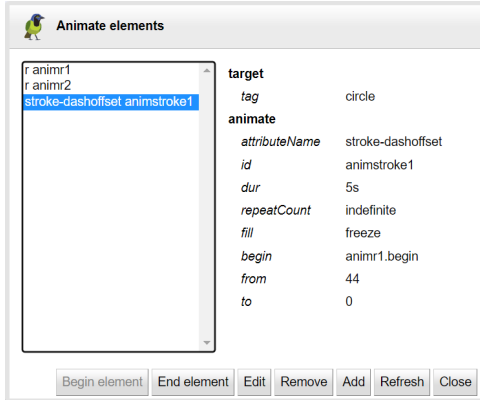 Animate elements
r animr1
r animr2
stroke-dashoffset animstroke1
target
tag circle
animate
attributeName stroke-dashoffset
id animstroke1
dur 5s
repeatCount indefinite
fill freeze
begin animr1.begin
from 44
to 0
Begin element End element Edit Remove Add Refresh Close